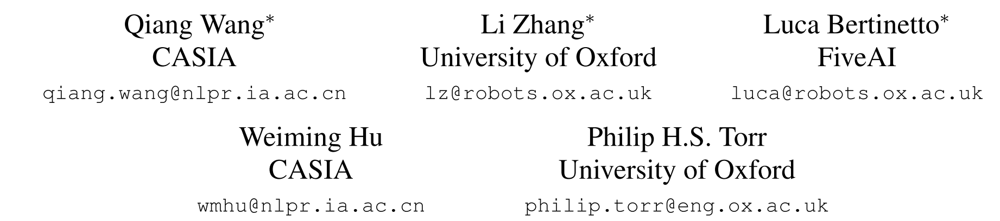 Qiang Wang* Li Zhang* Luca Bertinetto*
CASIA University of Oxford FiveAI
qiang.wang@nlpr.ia.ac.cn lz@robots.ox.ac.uk luca@robots.ox.ac.uk
Weiming Hu Philip H.S. Torr
CASIA University of Oxford
wmhu@nlpr.ia.ac.cn philip.torr@eng.ox.ac.uk